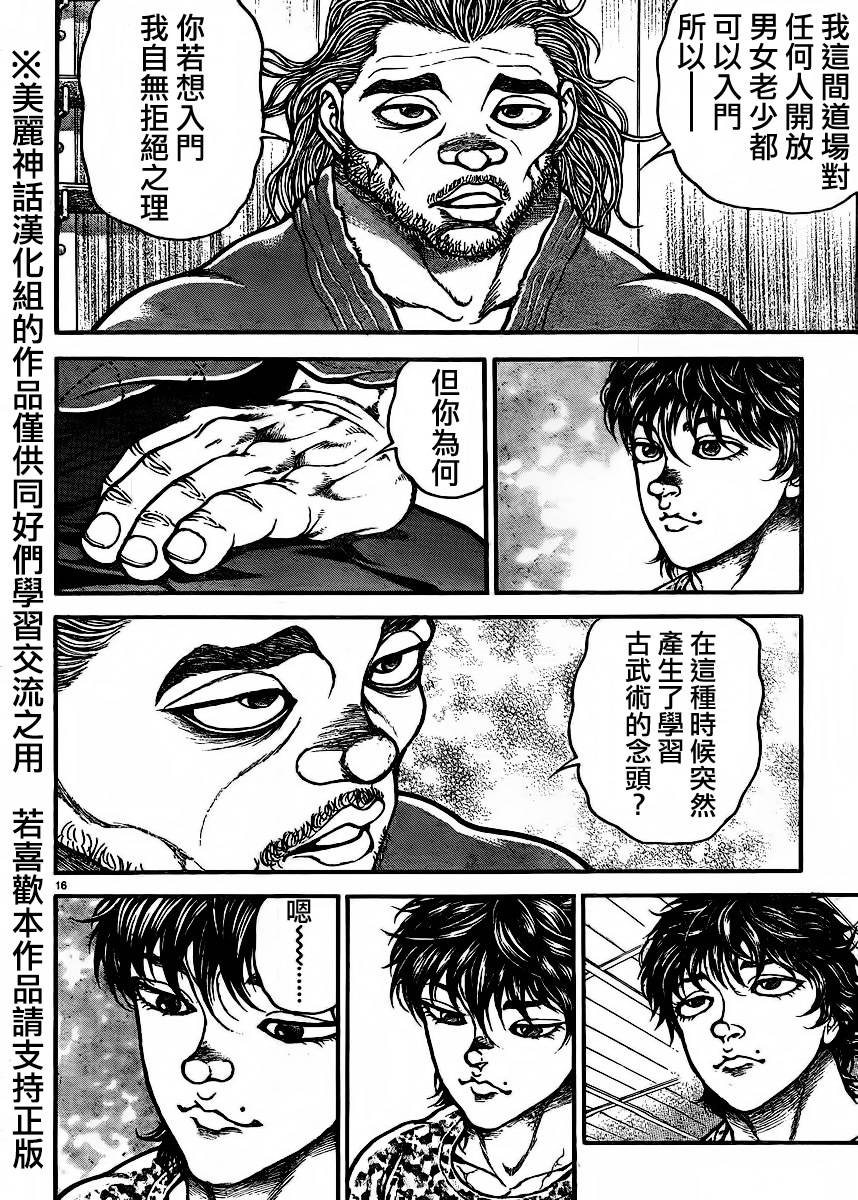 我這間道場對
任何人開放
男女老少都
可以入門
所以——
你若想入門
我自無拒絕之理
但你為何
在這種時候突然
產生了學習
古武術的念頭？
16
嗯……
※美麗神話漢化組的作品僅供同好們學習交流之用 若喜歡本作品請支持正版